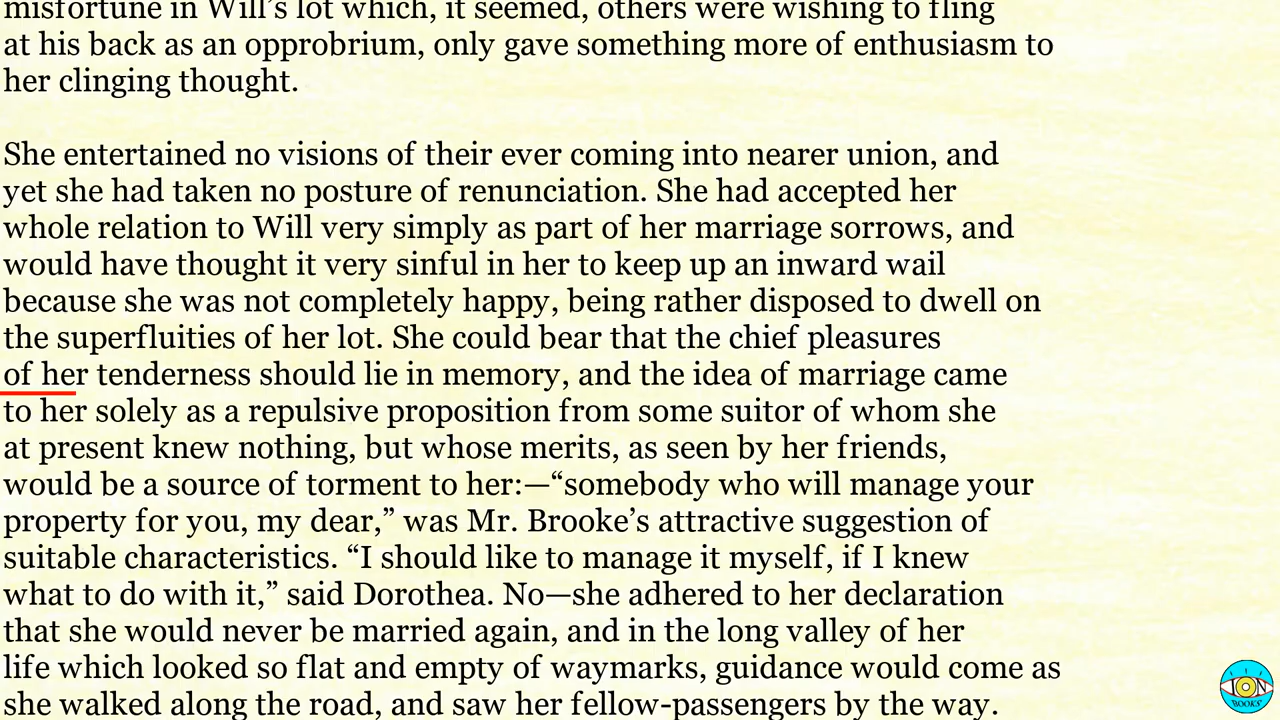 misfortune in Will’s lot which, it seemed, others were wishing to fling
at his back as an opprobrium, only gave something more of enthusiasm to
her clinging thought.
She entertained no visions of their ever coming into nearer union, and
yet she had taken no posture of renunciation. She had accepted her
whole relation to Will very simply as part of her marriage sorrows, and
would have thought it very sinful in her to keep up an inward wail
because she was not completely happy, being rather disposed to dwell on
the superfluities of her lot. She could bear that the chief pleasures
of her tenderness should lie in memory, and the idea of marriage came
to her solely as a repulsive proposition from some suitor of whom she
at present knew nothing, but whose merits, as seen by her friends,
would be a source of torment to her:—“somebody who will manage your
property for you, my dear,” was Mr. Brooke’s attractive suggestion of
suitable characteristics. “I should like to manage it myself, if I knew
what to do with it,” said Dorothea. No—she adhered to her declaration
that she would never be married again, and in the long valley of her
life which looked so flat and empty of waymarks, guidance would come as
she walked along the road, and saw her fellow-passengers by the way.
BOOKS